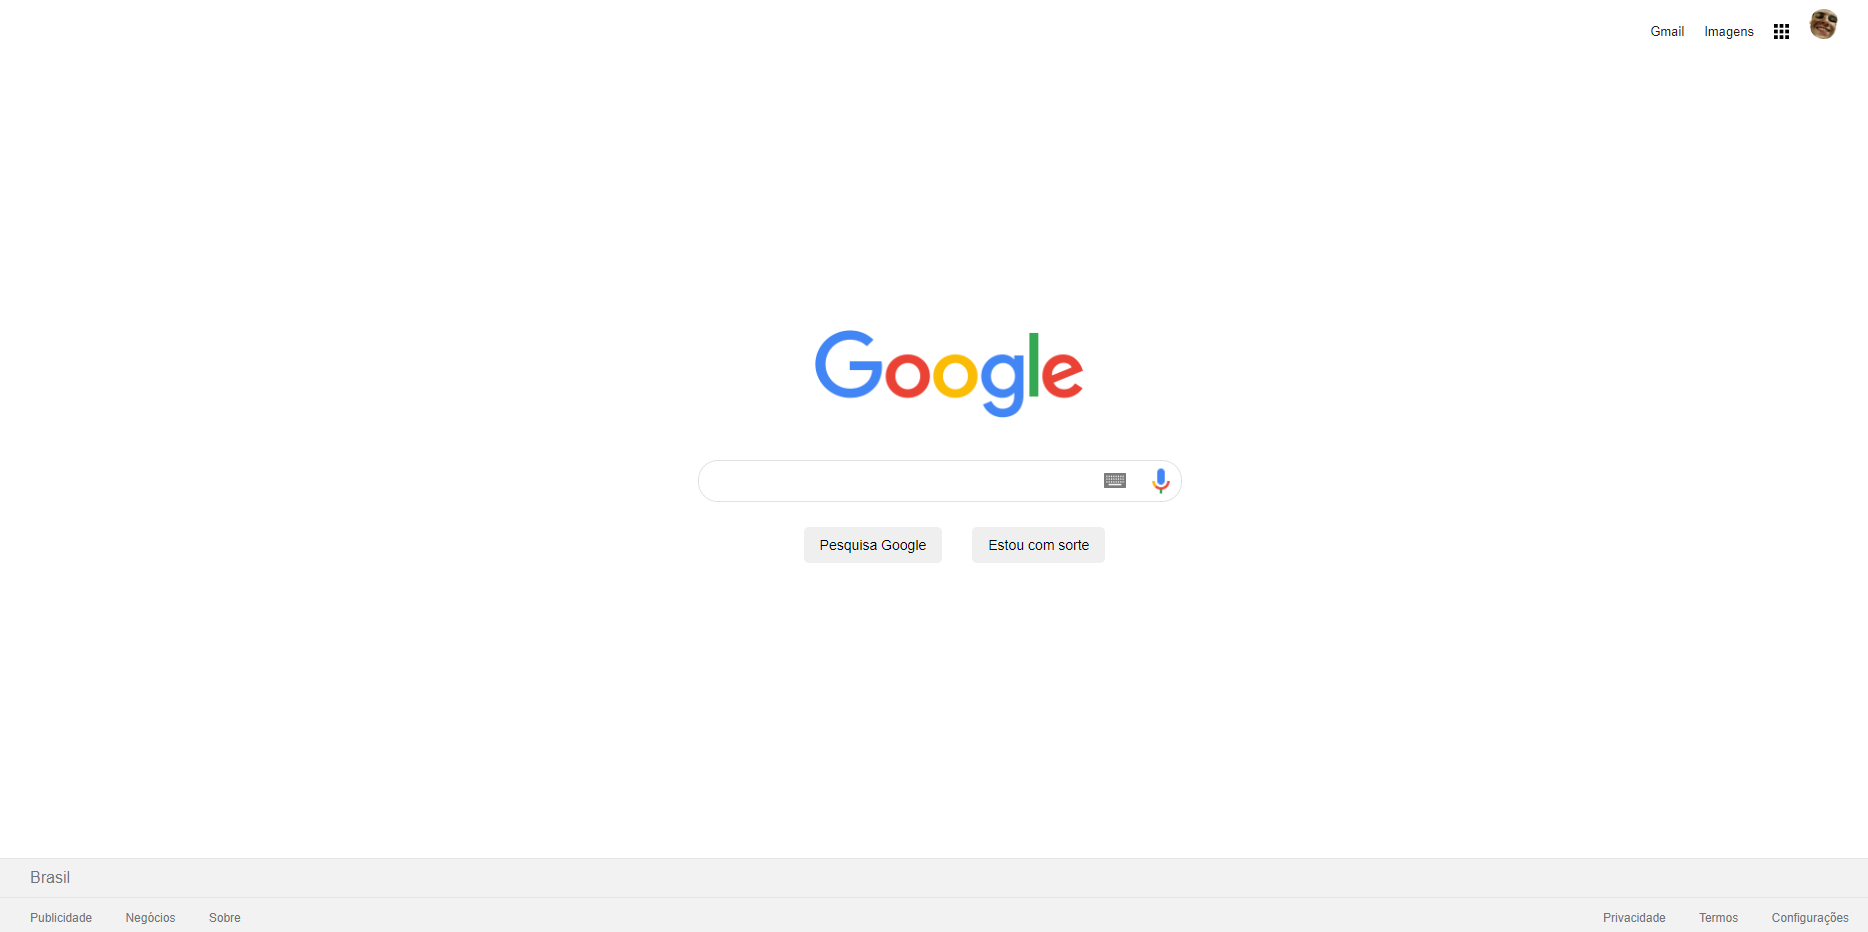 Gmail Imagens
Google
Pesquisa Google Estou com sorte
Brasil
Publicidade Negócios Sobre Privacidade Termos Configurações